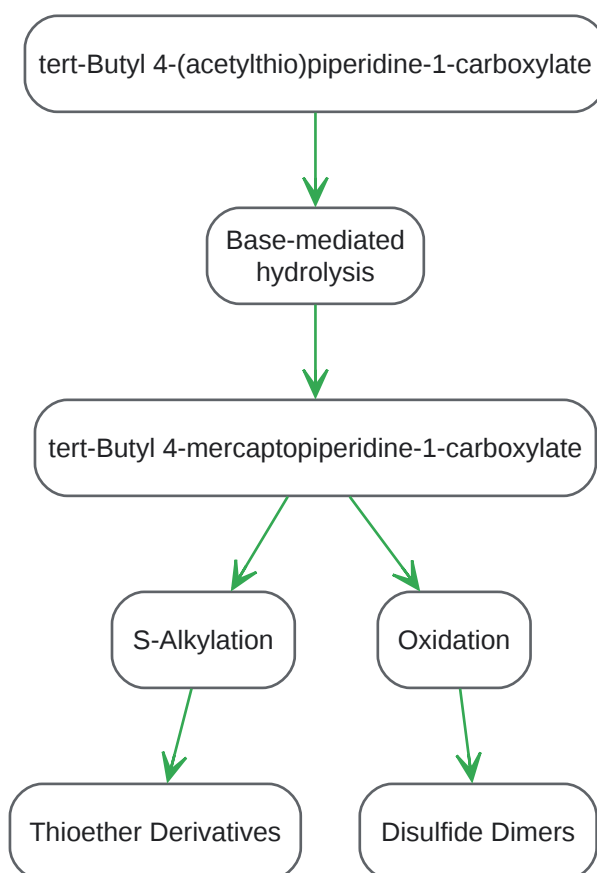 tert-Butyl 4-(acetylthio)piperidine-1-carboxylate
Base-mediated
hydrolysis
tert-Butyl 4-mercaptopiperidine-1-carboxylate
S-Alkylation
Oxidation
Thioether Derivatives
Disulfide Dimers